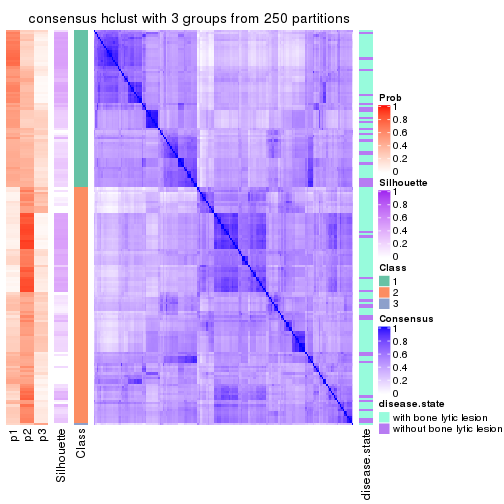 consensus hclust with 3 groups from 250 partitions
Prob
1
0.8
0.6
0.4
0.2
0
Silhouette
1
0.8
0.6
0.4
0.2
0
Class
1
2
3
Consensus
1
0.8
0.6
0.4
0.2
0
disease.state
with bone lytic lesion
without bone lytic lesion
p1
p2
p3
Silhouette
Class
disease.state